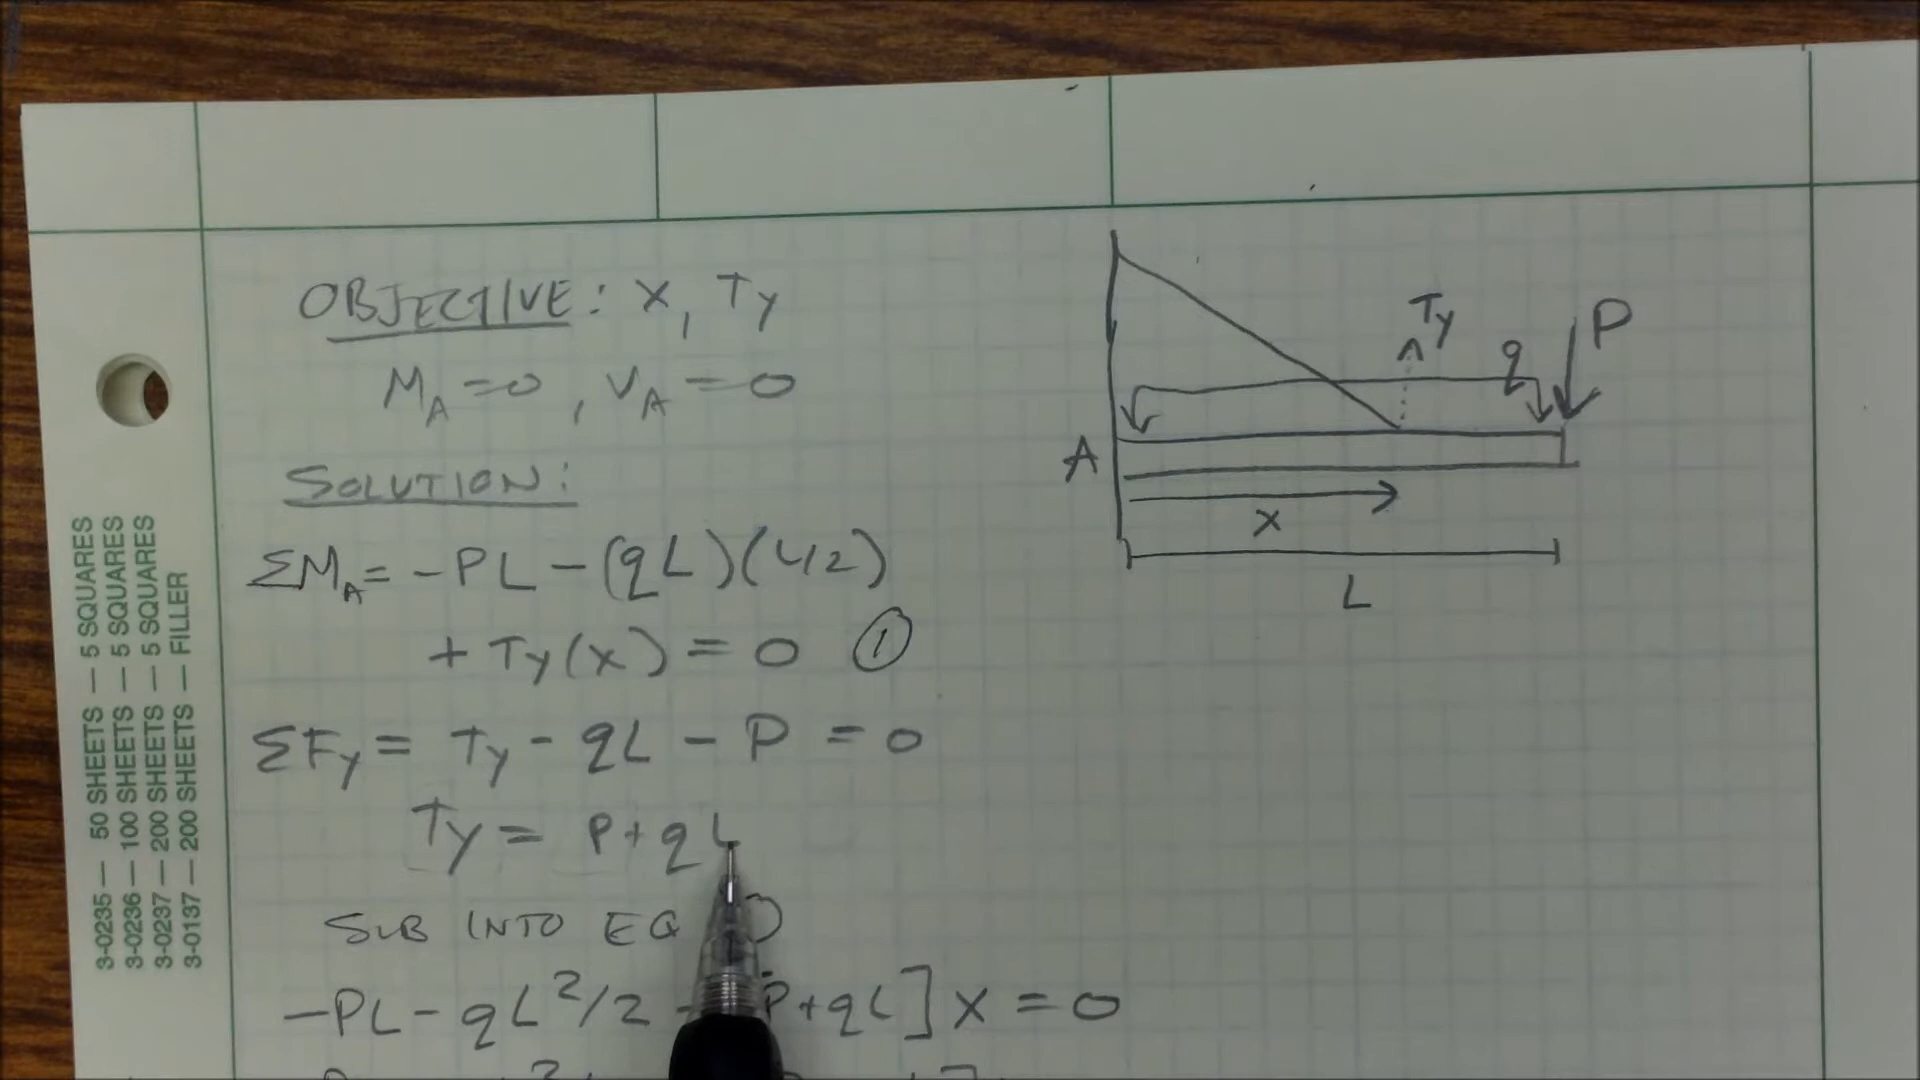 OBJECTIVE: X, Ty
MA = 0, VA = 0
SOLUTION:
ΣMA = -PL - (qL)(L/2)
+ Ty(x) = 0 ①
ΣFy = Ty - qL - P = 0
Ty = P + qL
SUB INTO EQ
-PL - qL²/2 P + qL] X = 0
Ty
P
q
A
X
L
3-0235 — 50 SHEETS — 5 SQUARES
3-0236 — 100 SHEETS — 5 SQUARES
3-0237 — 200 SHEETS — 5 SQUARES
3-0137 — 200 SHEETS — FILLER